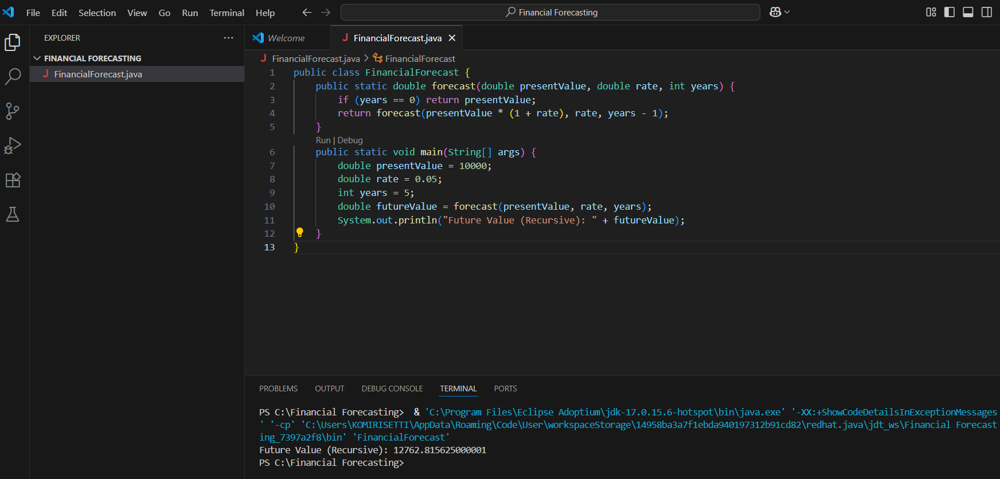 File Edit Selection View Go Run Terminal Help Financial Forecasting
EXPLORER ···
FINANCIAL FORECASTING
J FinancialForecast.java
Welcome J FinancialForecast.java ×
J FinancialForecast.java > FinancialForecast
1 public class FinancialForecast {
2     public static double forecast(double presentValue, double rate, int years) {
3         if (years == 0) return presentValue;
4         return forecast(presentValue * (1 + rate), rate, years - 1);
5     }
Run | Debug
6     public static void main(String[] args) {
7         double presentValue = 10000;
8         double rate = 0.05;
9         int years = 5;
10         double futureValue = forecast(presentValue, rate, years);
11         System.out.println("Future Value (Recursive): " + futureValue);
12     }
13 }
PROBLEMS OUTPUT DEBUG CONSOLE TERMINAL PORTS
PS C:\Financial Forecasting>  & 'C:\Program Files\Eclipse Adoptium\jdk-17.0.15.6-hotspot\bin\java.exe' '-XX:+ShowCodeDetailsInExceptionMessages
' '-cp' 'C:\Users\KOMIRISETTI\AppData\Roaming\Code\User\workspaceStorage\14958ba3a7f1ebda940197312b91cd82\redhat.java\jdt_ws\Financial Forecast
ing_7397a2f8\bin' 'FinancialForecast'
Future Value (Recursive): 12762.815625000001
PS C:\Financial Forecasting>